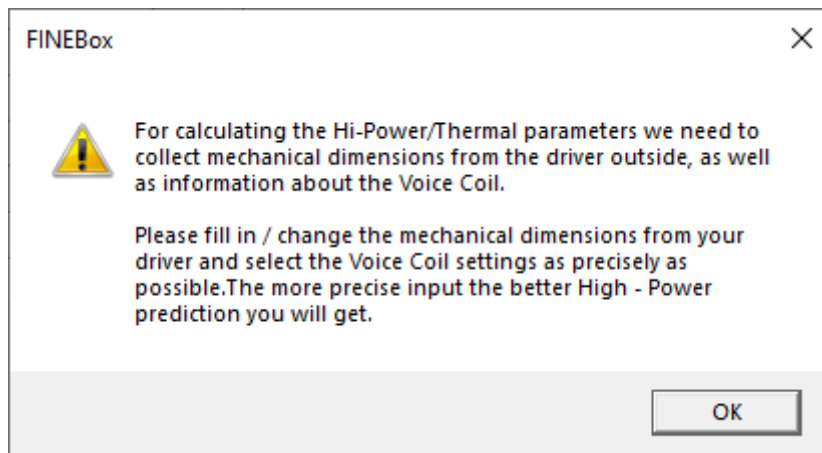 FINEBox
For calculating the Hi-Power/Thermal parameters we need to
collect mechanical dimensions from the driver outside, as well
as information about the Voice Coil.
Please fill in / change the mechanical dimensions from your
driver and select the Voice Coil settings as precisely as
possible.The more precise input the better High - Power
prediction you will get.
OK